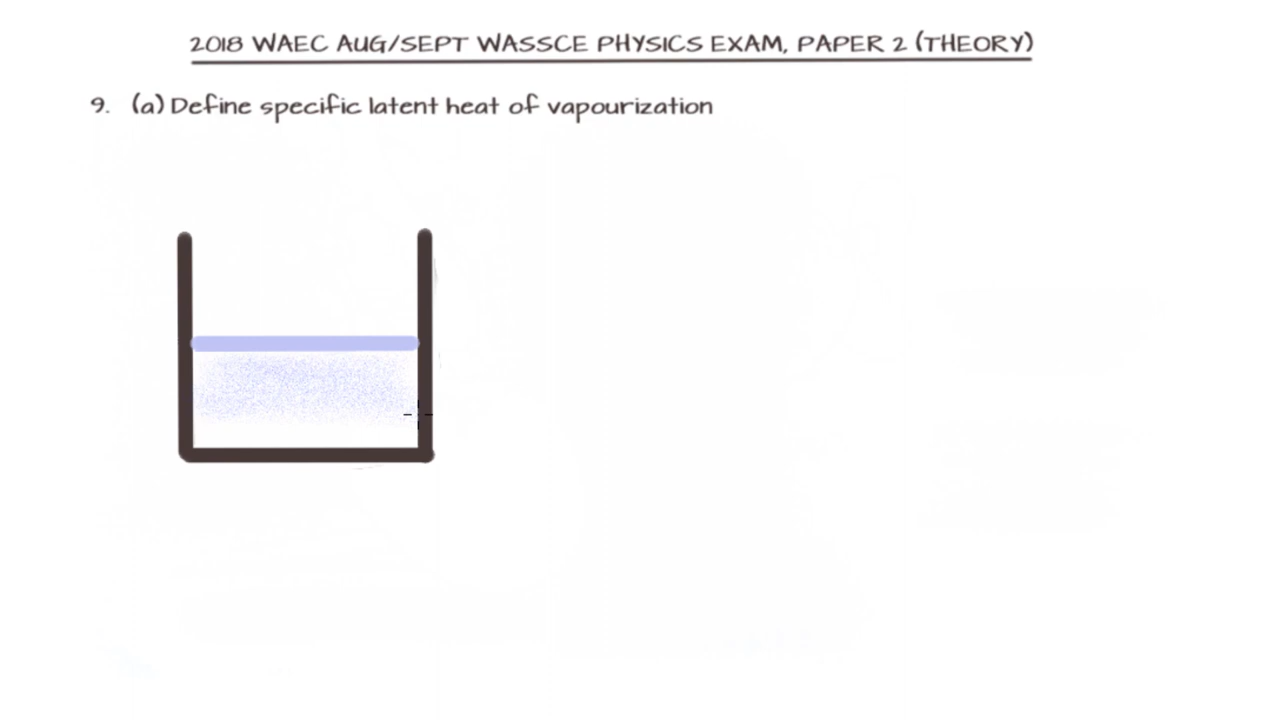 2018 WAEC AUG/SEPT WASSCE PHYSICS EXAM, PAPER 2 (THEORY)
9. (a) Define specific latent heat of vapourization